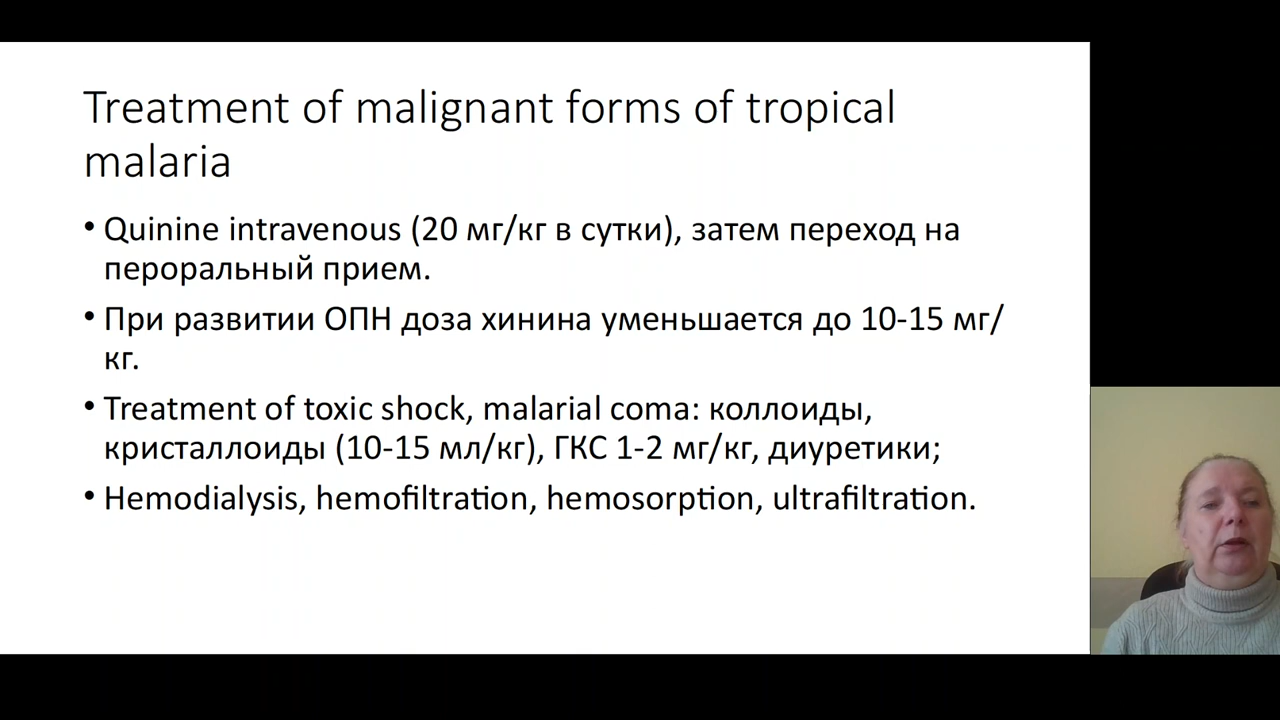 Treatment of malignant forms of tropical
malaria
• Quinine intravenous (20 мг/кг в сутки), затем переход на
пероральный прием.
• При развитии ОПН доза хинина уменьшается до 10-15 мг/
кг.
• Treatment of toxic shock, malarial coma: коллоиды,
кристаллоиды (10-15 мл/кг), ГКС 1-2 мг/кг, диуретики;
• Hemodialysis, hemofiltration, hemosorption, ultrafiltration.